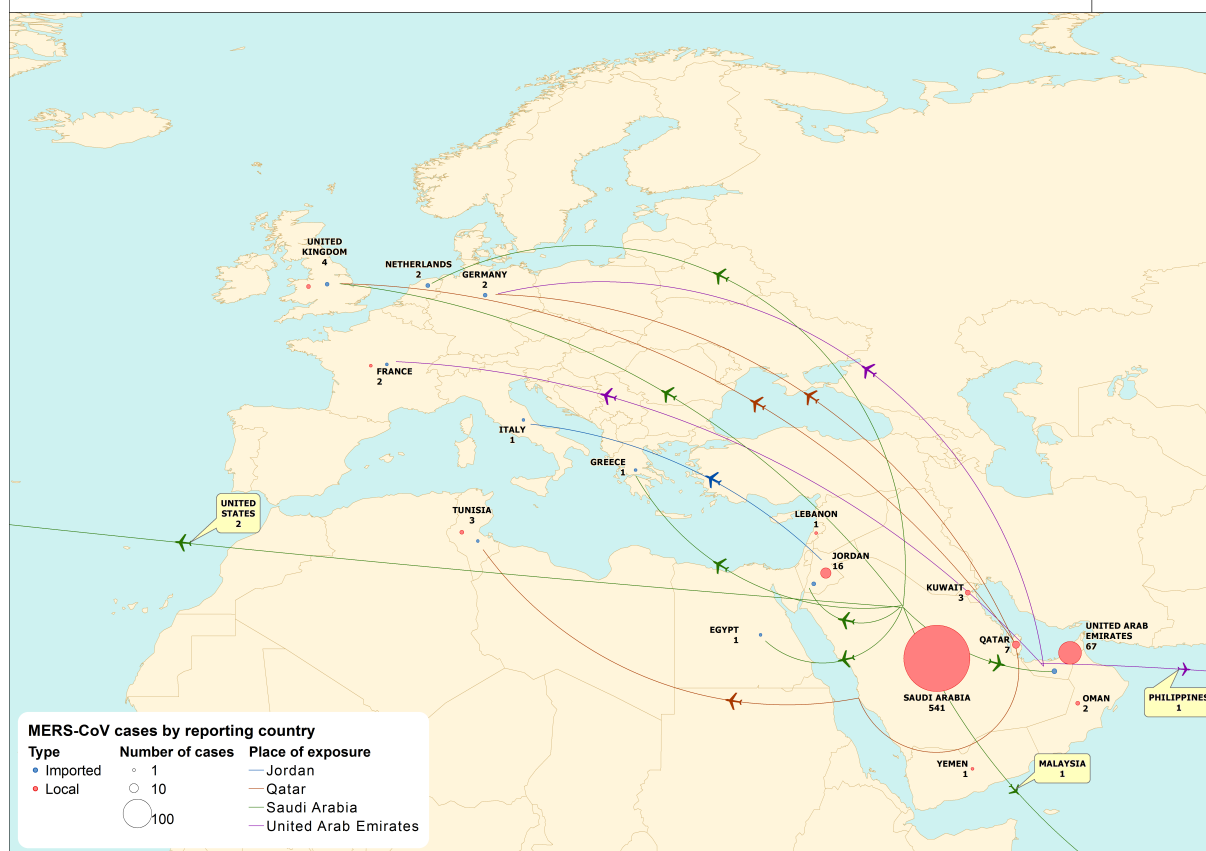 UNITED
KINGDOM
4
NETHERLANDS
2
GERMANY
2
FRANCE
2
ITALY
1
GREECE
1
UNITED
STATES
2
TUNISIA
3
LEBANON
1
JORDAN
16
KUWAIT
3
EGYPT
1
QATAR
7
UNITED ARAB
EMIRATES
67
SAUDI ARABIA
541
OMAN
2
PHILIPPINES
1
YEMEN
1
MALAYSIA
1
MERS-CoV cases by reporting country
Type
Imported
Local
Number of cases
1
10
100
Place of exposure
Jordan
Qatar
Saudi Arabia
United Arab Emirates